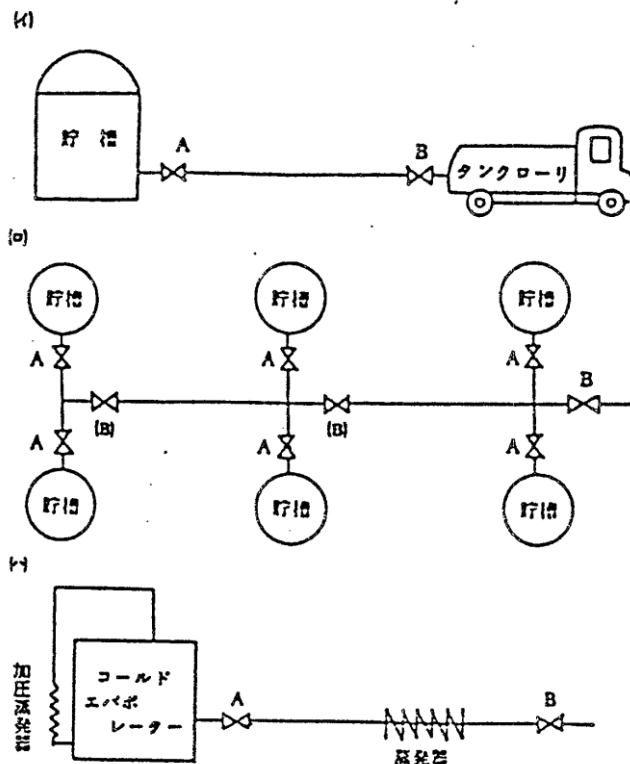 (イ)
貯槽
A
B
タンクローリ
(ロ)
貯槽
貯槽
貯槽
A
A
A
B
(B)
(B)
A
A
A
貯槽
貯槽
貯槽
(ハ)
加圧蒸発器
コールド
エバポ
レーター
A
B
蒸発器